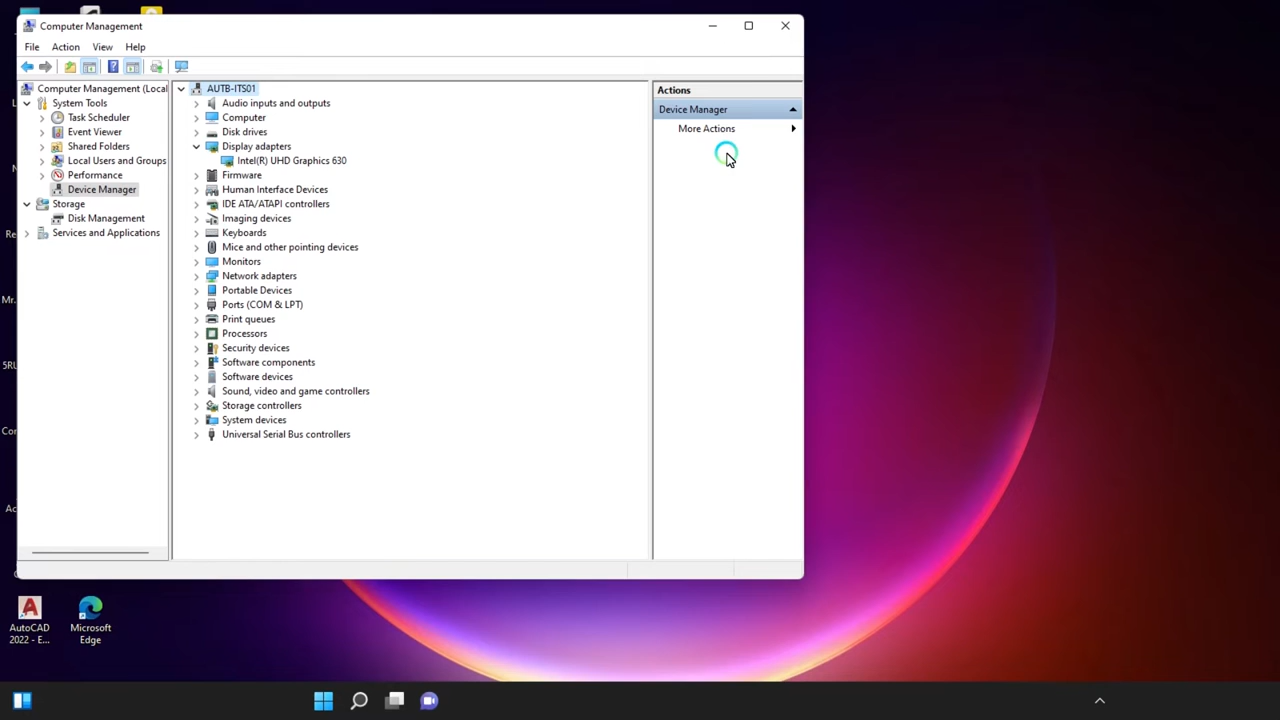 Computer Management
File Action View Help
Computer Management (Local
System Tools
Task Scheduler
Event Viewer
Shared Folders
Local Users and Groups
Performance
Device Manager
Storage
Disk Management
Services and Applications
AUTB-ITS01
Audio inputs and outputs
Computer
Disk drives
Display adapters
Intel(R) UHD Graphics 630
Firmware
Human Interface Devices
IDE ATA/ATAPI controllers
Imaging devices
Keyboards
Mice and other pointing devices
Monitors
Network adapters
Portable Devices
Ports (COM & LPT)
Print queues
Processors
Security devices
Software components
Software devices
Sound, video and game controllers
Storage controllers
System devices
Universal Serial Bus controllers
Actions
Device Manager
More Actions
Re
Mr.
5RU
Cor
Ac
AutoCAD
2022 - E...
Microsoft
Edge